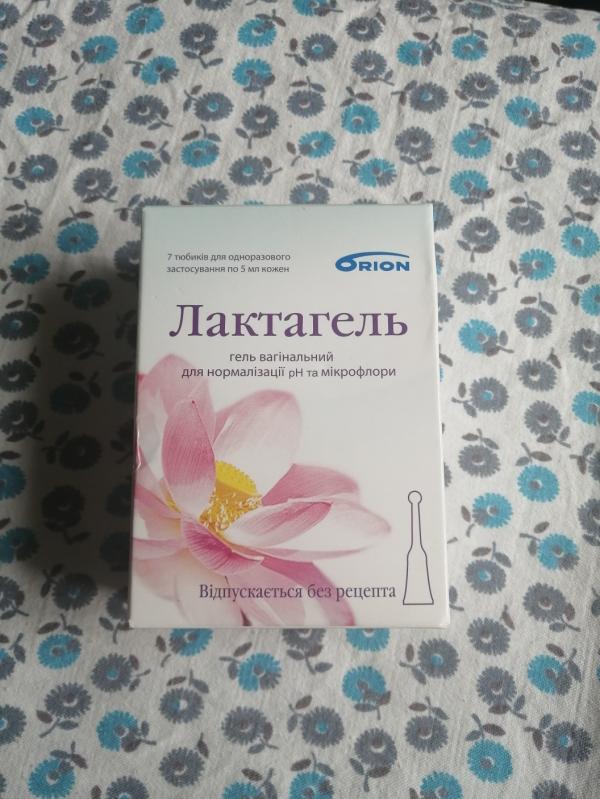 7 тюбиків для одноразового
застосування по 5 мл кожен
ORION
Лактагель
гель вагінальний
для нормалізації рН та мікрофлори
Відпускається без рецепта